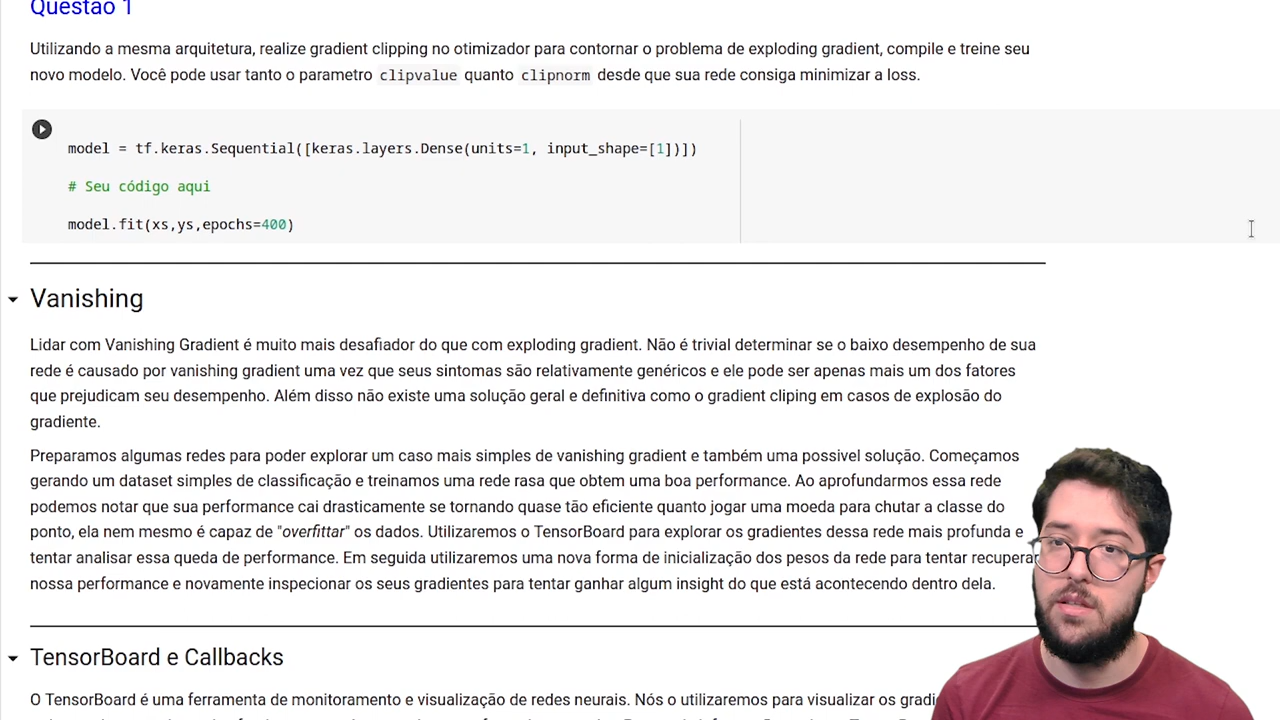 Questão 1
Utilizando a mesma arquitetura, realize gradient clipping no otimizador para contornar o problema de exploding gradient, compile e treine seu
novo modelo. Você pode usar tanto o parametro clipvalue quanto clipnorm desde que sua rede consiga minimizar a loss.
model = tf.keras.Sequential([keras.layers.Dense(units=1, input_shape=[1])])
# Seu código aqui
model.fit(xs,ys,epochs=400)
Vanishing
Lidar com Vanishing Gradient é muito mais desafiador do que com exploding gradient. Não é trivial determinar se o baixo desempenho de sua
rede é causado por vanishing gradient uma vez que seus sintomas são relativamente genéricos e ele pode ser apenas mais um dos fatores
que prejudicam seu desempenho. Além disso não existe uma solução geral e definitiva como o gradient cliping em casos de explosão do
gradiente.
Preparamos algumas redes para poder explorar um caso mais simples de vanishing gradient e também uma possivel solução. Começamos
gerando um dataset simples de classificação e treinamos uma rede rasa que obtem uma boa performance. Ao aprofundarmos essa rede
podemos notar que sua performance cai drasticamente se tornando quase tão eficiente quanto jogar uma moeda para chutar a classe do
ponto, ela nem mesmo é capaz de "overfittar" os dados. Utilizaremos o TensorBoard para explorar os gradientes dessa rede mais profunda e
tentar analisar essa queda de performance. Em seguida utilizaremos uma nova forma de inicialização dos pesos da rede para tentar recupera
nossa performance e novamente inspecionar os seus gradientes para tentar ganhar algum insight do que está acontecendo dentro dela.
TensorBoard e Callbacks
O TensorBoard é uma ferramenta de monitoramento e visualização de redes neurais. Nós o utilizaremos para visualizar os gradi